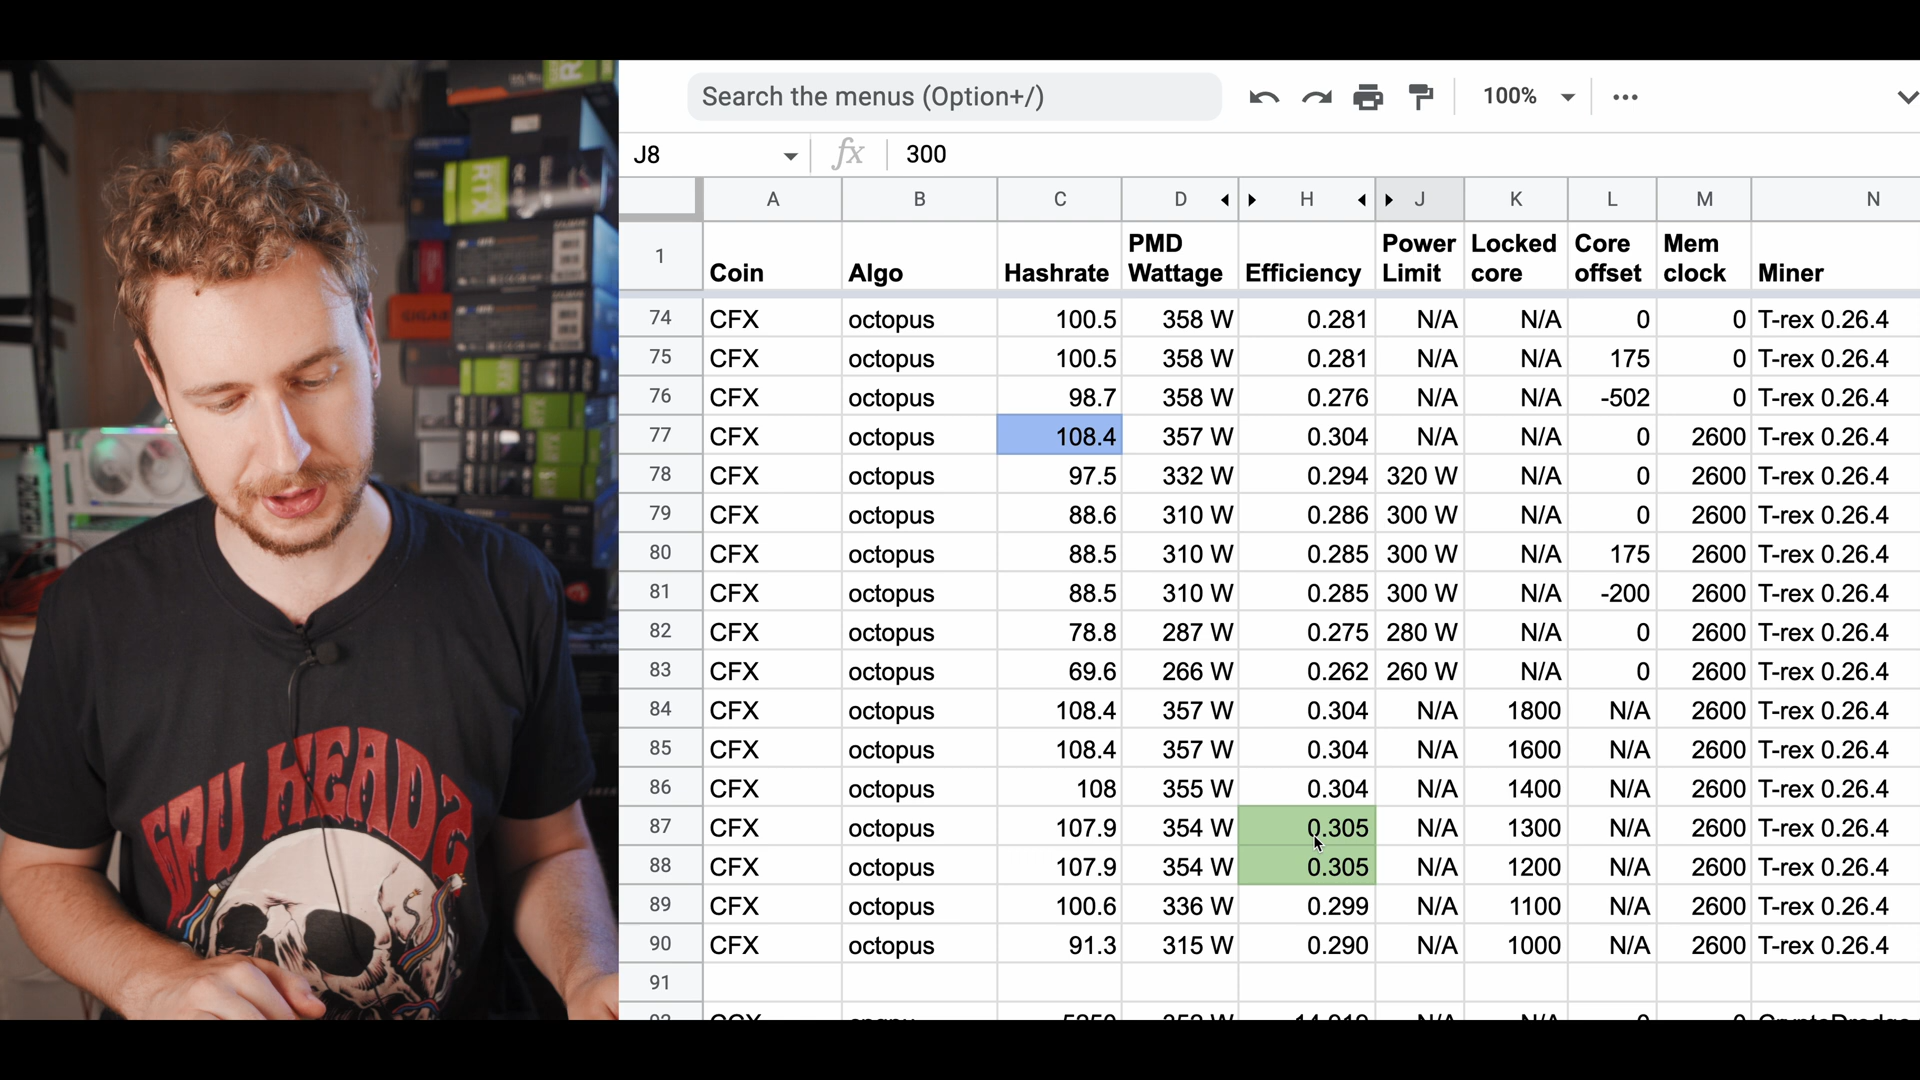 RTX
GIGAB
GPU HEADZ
Search the menus (Option+/)
100%
J8
fx
300
A B C D H J K L M N
1 Coin Algo Hashrate PMD Wattage Efficiency Power Limit Locked core Core offset Mem clock Miner
74 CFX octopus 100.5 358 W 0.281 N/A N/A 0 0 T-rex 0.26.4
75 CFX octopus 100.5 358 W 0.281 N/A N/A 175 0 T-rex 0.26.4
76 CFX octopus 98.7 358 W 0.276 N/A N/A -502 0 T-rex 0.26.4
77 CFX octopus 108.4 357 W 0.304 N/A N/A 0 2600 T-rex 0.26.4
78 CFX octopus 97.5 332 W 0.294 320 W N/A 0 2600 T-rex 0.26.4
79 CFX octopus 88.6 310 W 0.286 300 W N/A 0 2600 T-rex 0.26.4
80 CFX octopus 88.5 310 W 0.285 300 W N/A 175 2600 T-rex 0.26.4
81 CFX octopus 88.5 310 W 0.285 300 W N/A -200 2600 T-rex 0.26.4
82 CFX octopus 78.8 287 W 0.275 280 W N/A 0 2600 T-rex 0.26.4
83 CFX octopus 69.6 266 W 0.262 260 W N/A 0 2600 T-rex 0.26.4
84 CFX octopus 108.4 357 W 0.304 N/A 1800 N/A 2600 T-rex 0.26.4
85 CFX octopus 108.4 357 W 0.304 N/A 1600 N/A 2600 T-rex 0.26.4
86 CFX octopus 108 355 W 0.304 N/A 1400 N/A 2600 T-rex 0.26.4
87 CFX octopus 107.9 354 W 0.305 N/A 1300 N/A 2600 T-rex 0.26.4
88 CFX octopus 107.9 354 W 0.305 N/A 1200 N/A 2600 T-rex 0.26.4
89 CFX octopus 100.6 336 W 0.299 N/A 1100 N/A 2600 T-rex 0.26.4
90 CFX octopus 91.3 315 W 0.290 N/A 1000 N/A 2600 T-rex 0.26.4
91